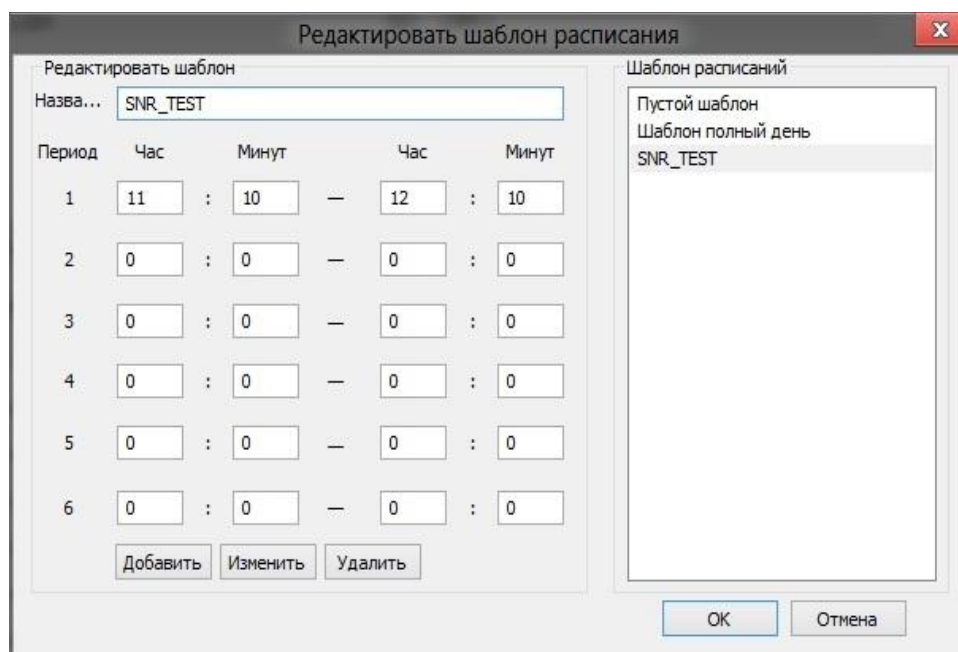 Редактировать шаблон расписания
X
Редактировать шаблон
Назва... SNR_TEST
Период Час Минут Час Минут
1 11 : 10 — 12 : 10
2 0 : 0 — 0 : 0
3 0 : 0 — 0 : 0
4 0 : 0 — 0 : 0
5 0 : 0 — 0 : 0
6 0 : 0 — 0 : 0
Добавить Изменить Удалить
Шаблон расписаний
Пустой шаблон
Шаблон полный день
SNR_TEST
OK Отмена